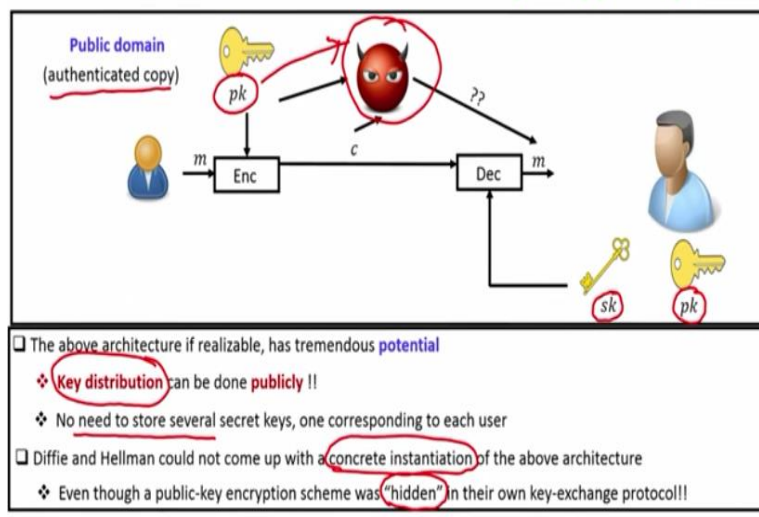 Public domain
(authenticated copy)
pk
??
m
c
m
Enc
Dec
sk
pk
❑ The above architecture if realizable, has tremendous potential
❖ Key distribution can be done publicly !!
❖ No need to store several secret keys, one corresponding to each user
❑ Diffie and Hellman could not come up with a concrete instantiation of the above architecture
❖ Even though a public-key encryption scheme was "hidden" in their own key-exchange protocol!!